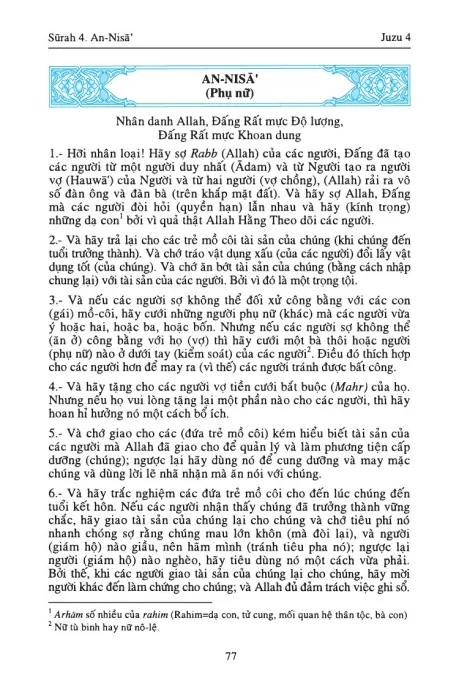 Sūrah 4. An-Nisā'
Juzu 4
AN-NISĀ'
(Phụ nữ)
Nhân danh Allah, Đấng Rất mực Độ lượng,
Đấng Rất mực Khoan dung
1.- Hỡi nhân loại! Hãy sợ Rabb (Allah) của các người, Đấng đã tạo
các người từ một người duy nhất (Ādam) và từ Người tạo ra người
vợ (Hauwā') của Người và từ hai người (vợ chồng), (Allah) rải ra vô
số đàn ông và đàn bà (trên khắp mặt đất). Và hãy sợ Allah, Đấng
mà các người đòi hỏi (quyền hạn) lẫn nhau và hãy (kính trọng)
những dạ con¹ bởi vì quả thật Allah Hằng Theo dõi các người.
2.- Và hãy trả lại cho các trẻ mồ côi tài sản của chúng (khi chúng đến
tuổi trưởng thành). Và chớ tráo vật dụng xấu (của các người) đổi lấy vật
dụng tốt (của chúng). Và chớ ăn bớt tài sản của chúng (bằng cách nhập
chung lại) với tài sản của các người. Bởi vì đó là một trọng tội.
3.- Và nếu các người sợ không thể đối xử công bằng với các con
(gái) mồ-côi, hãy cưới những người phụ nữ (khác) mà các người vừa
ý hoặc hai, hoặc ba, hoặc bốn. Nhưng nếu các người sợ không thể
(ăn ở) công bằng với họ (vợ) thì hãy cưới một bà thôi hoặc người
(phụ nữ) nào ở dưới tay (kiểm soát) của các người². Điều đó thích hợp
cho các người hơn để may ra (vì thế) các người tránh được bất công.
4.- Và hãy tặng cho các người vợ tiền cưới bắt buộc (Mahr) của họ.
Nhưng nếu họ vui lòng tặng lại một phần nào cho các người, thì hãy
hoan hỉ hưởng nó một cách bổ ích.
5.- Và chớ giao cho các (đứa trẻ mồ côi) kém hiểu biết tài sản của
các người mà Allah đã giao cho để quản lý và làm phương tiện cấp
dưỡng (chúng); ngược lại hãy dùng nó để cung dưỡng và may mặc
chúng và dùng lời lẽ nhã nhặn mà ăn nói với chúng.
6.- Và hãy trắc nghiệm các đứa trẻ mồ côi cho đến lúc chúng đến
tuổi kết hôn. Nếu các người nhận thấy chúng đã trưởng thành vững
chắc, hãy giao tài sản của chúng lại cho chúng và chớ tiêu phí nó
nhanh chóng sợ rằng chúng mau lớn khôn (mà đòi lại), và người
(giám hộ) nào giầu, nên hãm mình (tránh tiêu pha nó); ngược lại
người (giám hộ) nào nghèo, hãy tiêu dùng nó một cách vừa phải.
Bởi thế, khi các người giao tài sản của chúng lại cho chúng, hãy mời
người khác đến làm chứng cho chúng; và Allah đủ đảm trách việc ghi sổ.
¹ Arhām số nhiều của rahim (Rahim=dạ con, tử cung, mối quan hệ thân tộc, bà con)
² Nữ tù binh hay nữ nô-lệ.
77